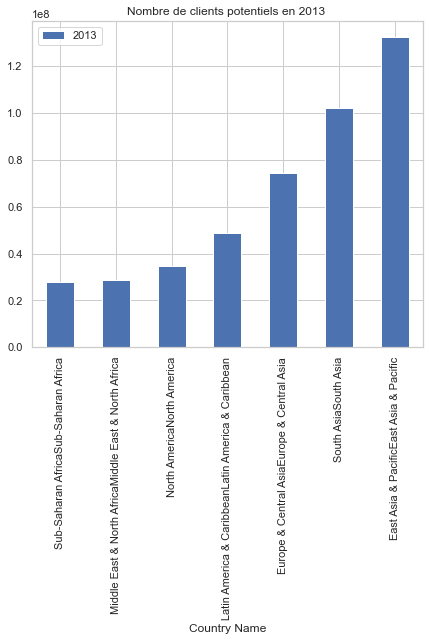 Nombre de clients potentiels en 2013
1e8
2013
1.2
1.0
0.8
0.6
0.4
0.2
0.0
Sub-Saharan AfricaSub-Saharan Africa
Middle East & North AfricaMiddle East & North Africa
North AmericaNorth America
Latin America & CaribbeanLatin America & Caribbean
Europe & Central AsiaEurope & Central Asia
South AsiaSouth Asia
East Asia & PacificEast Asia & Pacific
Country Name